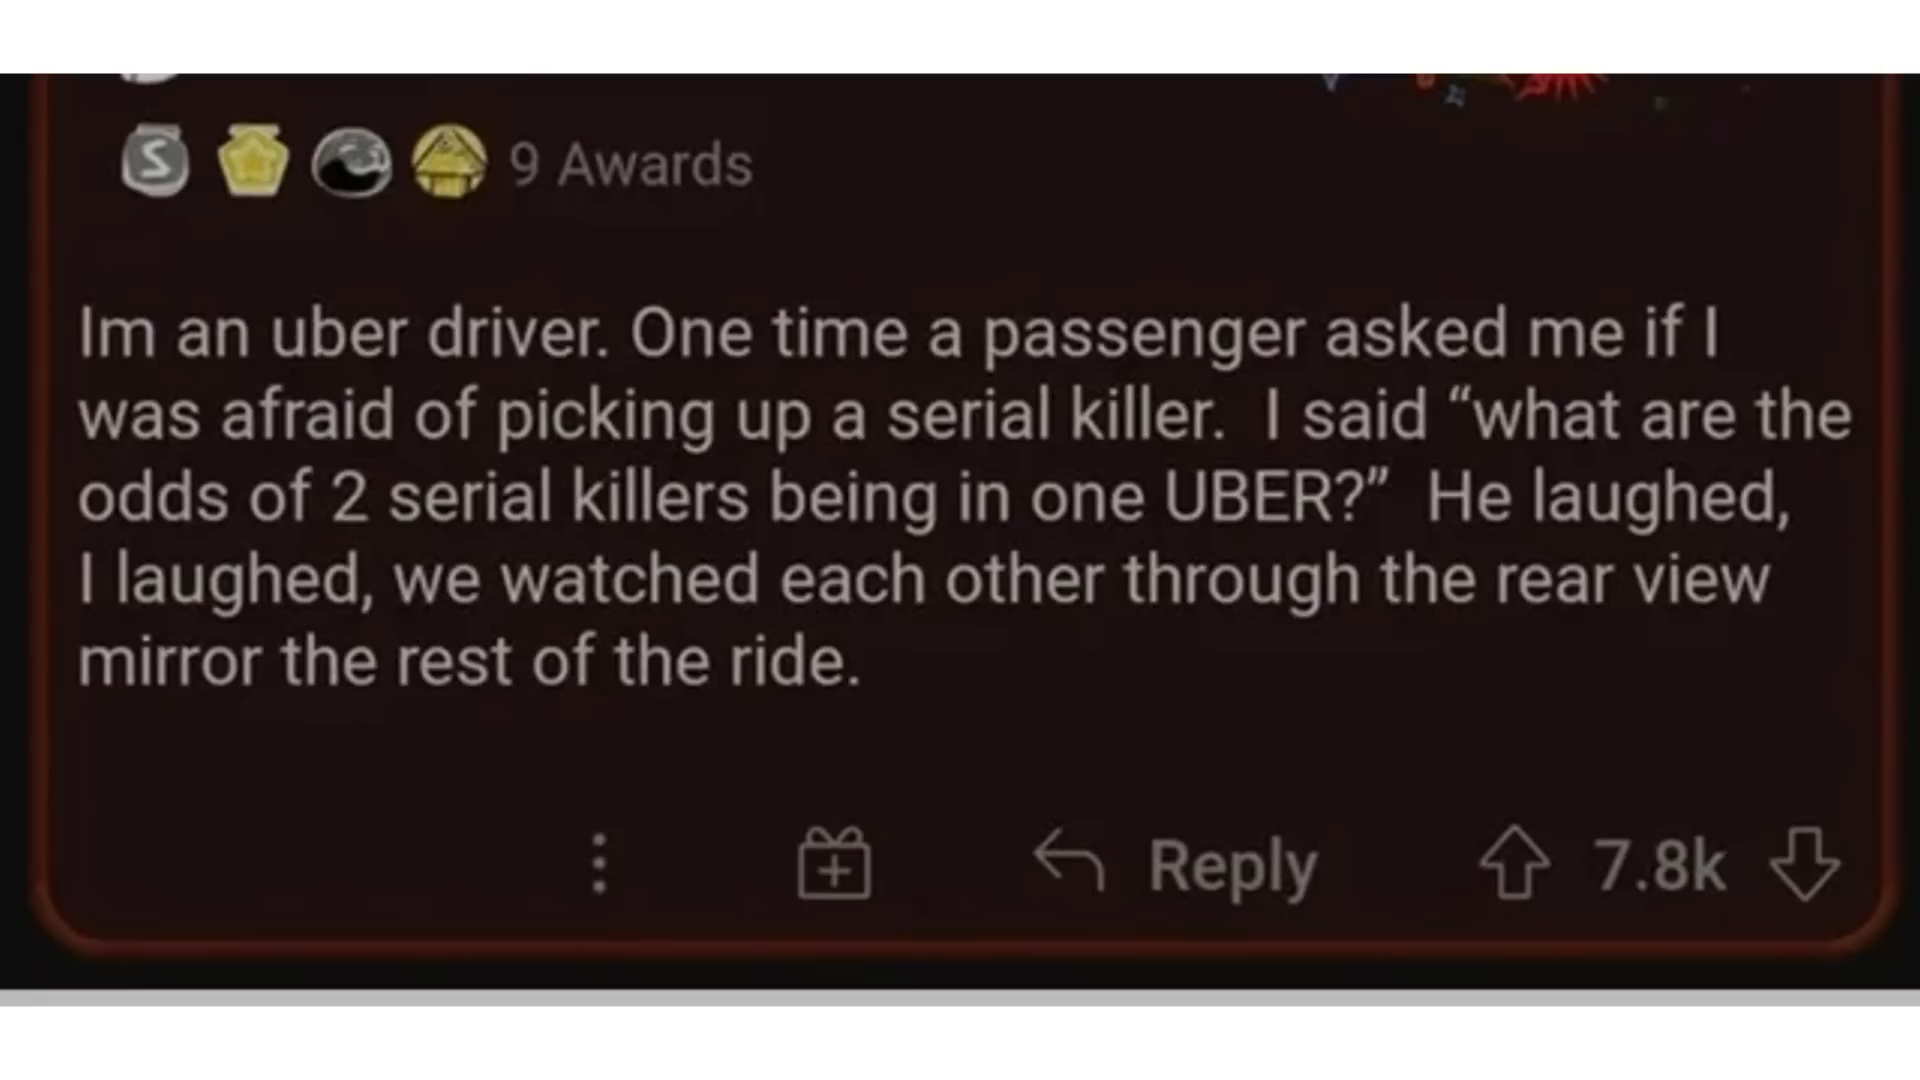 9 Awards
Im an uber driver. One time a passenger asked me if I
was afraid of picking up a serial killer.  I said “what are the
odds of 2 serial killers being in one UBER?”  He laughed,
I laughed, we watched each other through the rear view
mirror the rest of the ride.
Reply 7.8k